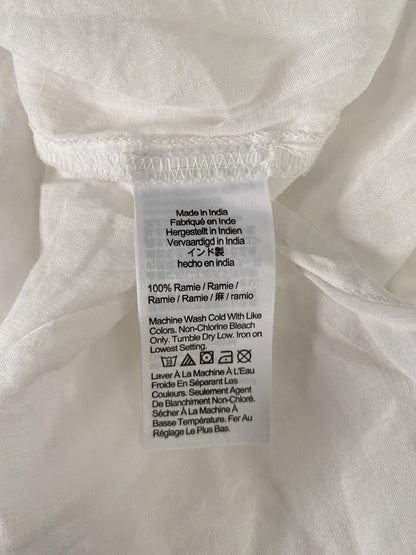 Made in India
Fabriqué en Inde
Hergestellt in Indien
Vervaardigd in India
インド製
hecho en india
100% Ramie / Ramie /
Ramie / Ramie / 麻 / ramio
Machine Wash Cold With Like
Colors. Non-Chlorine Bleach
Only. Tumble Dry Low. Iron on
Lowest Setting.
Laver À La Machine À L'Eau
Froide En Séparant Les
Couleurs. Seulement Agent
De Blanchiment Non-Chloré.
Sécher À La Machine À
Basse Température. Fer Au
Réglage Le Plus Bas.